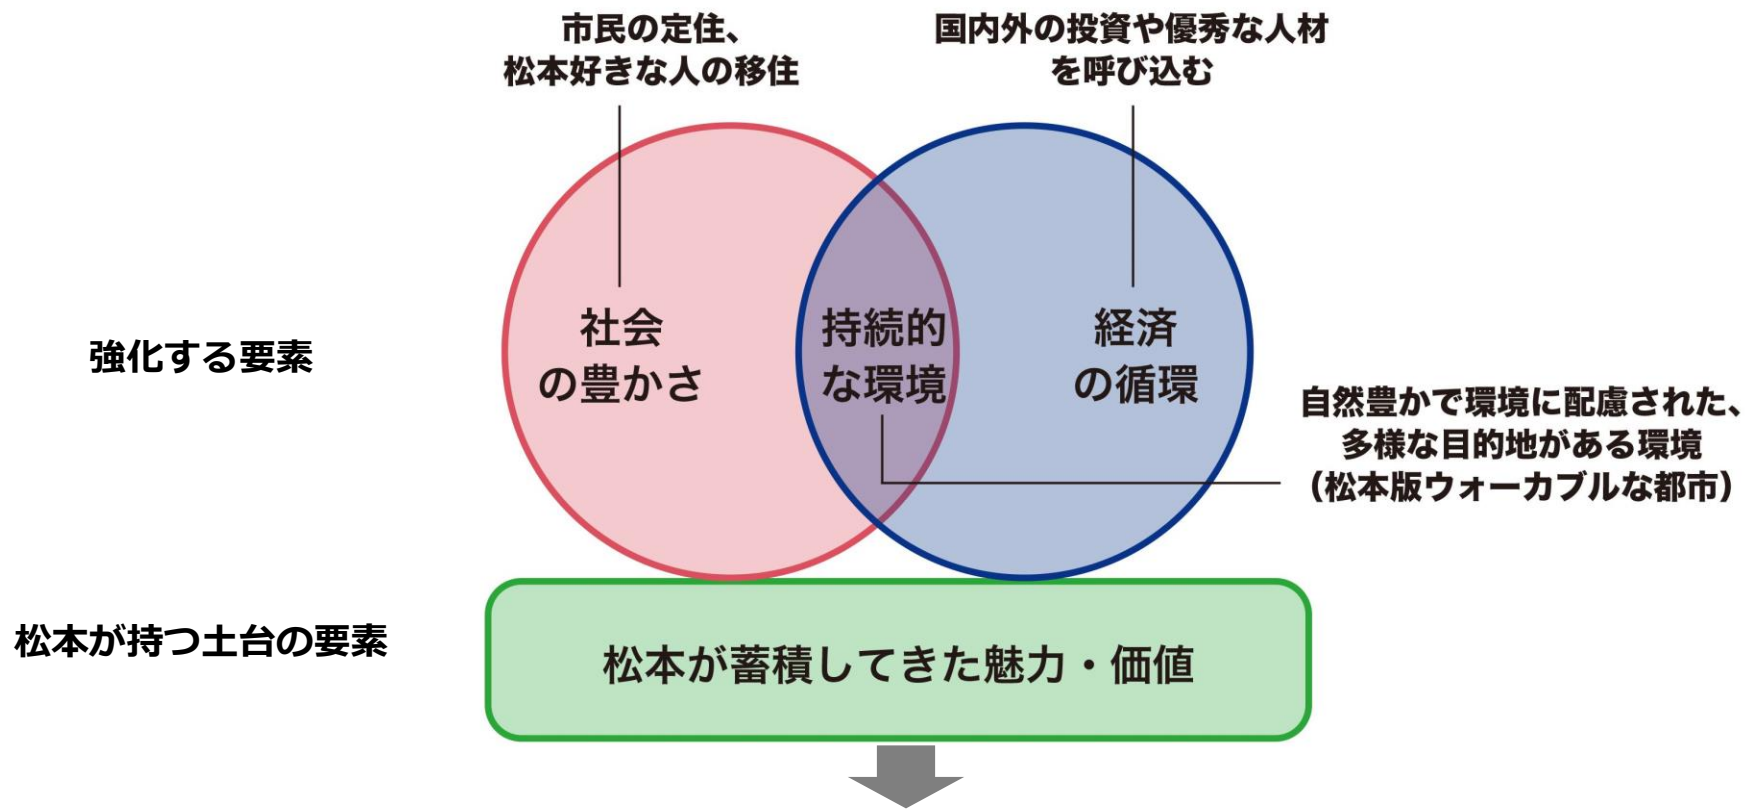 市民の定住、
松本好きな人の移住
国内外の投資や優秀な人材
を呼び込む
強化する要素
社会
の豊かさ
持続的
な環境
経済
の循環
自然豊かで環境に配慮された、
多様な目的地がある環境
（松本版ウォーカブルな都市）
松本が持つ土台の要素
松本が蓄積してきた魅力・価値